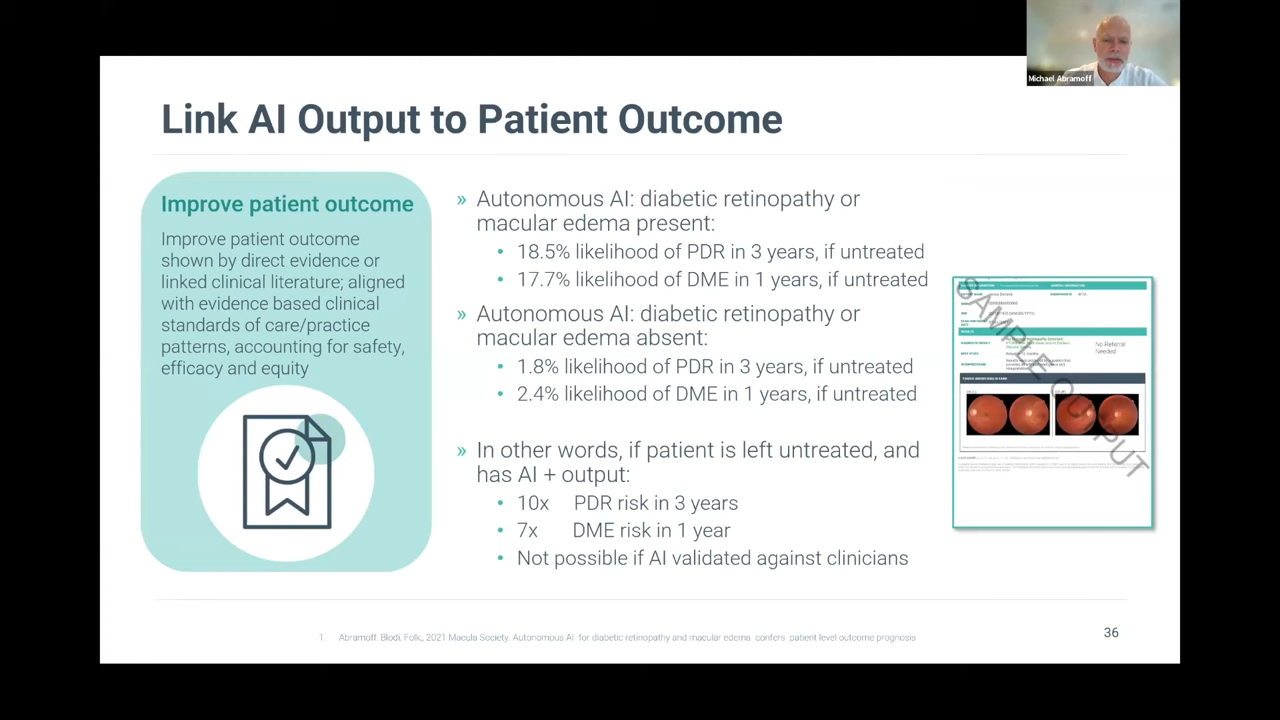 Michael Abramoff
Link AI Output to Patient Outcome
Improve patient outcome
Improve patient outcome
shown by direct evidence or
linked clinical literature; aligned
with evidence based clinical
standards of care/practice
patterns, accounting for safety,
efficacy and equity
» Autonomous AI: diabetic retinopathy or
macular edema present:
• 18.5% likelihood of PDR in 3 years, if untreated
• 17.7% likelihood of DME in 1 years, if untreated
» Autonomous AI: diabetic retinopathy or
macular edema absent:
• 1.8% likelihood of PDR in 3 years, if untreated
• 2.4% likelihood of DME in 1 years, if untreated
» In other words, if patient is left untreated, and
has AI + output:
• 10x PDR risk in 3 years
• 7x DME risk in 1 year
• Not possible if AI validated against clinicians
SAMPLE OUTPUT
No Referral
Needed
1. Abramoff, Blodi, Folk,, 2021 Macula Society. Autonomous AI for diabetic retinopathy and macular edema confers patient level outcome prognosis
36